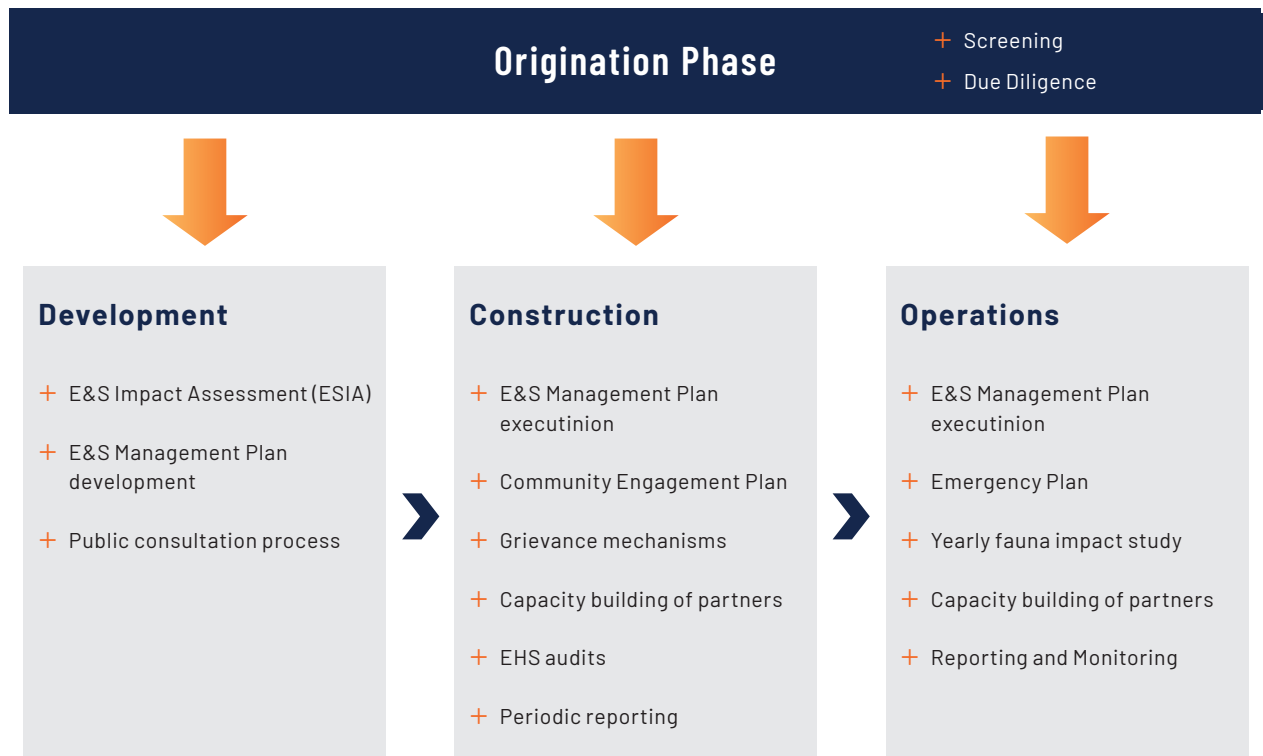 Origination Phase
+ Screening
+ Due Diligence
Development
+ E&S Impact Assessment (ESIA)
+ E&S Management Plan
development
+ Public consultation process
Construction
+ E&S Management Plan
executinion
+ Community Engagement Plan
+ Grievance mechanisms
+ Capacity building of partners
+ EHS audits
+ Periodic reporting
Operations
+ E&S Management Plan
executinion
+ Emergency Plan
+ Yearly fauna impact study
+ Capacity building of partners
+ Reporting and Monitoring